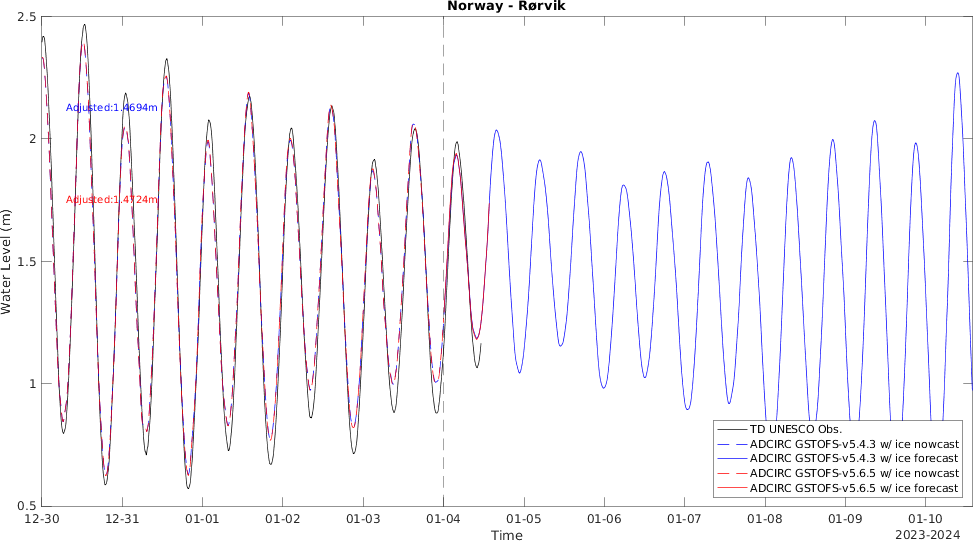 Norway - Rørvik
2.5
2
1.5
1
0.5
Water Level (m)
Adjusted:1.4694m
Adjusted:1.4724m
TD UNESCO Obs.
ADCIRC GSTOFS-v5.4.3 w/ ice nowcast
ADCIRC GSTOFS-v5.4.3 w/ ice forecast
ADCIRC GSTOFS-v5.6.5 w/ ice nowcast
ADCIRC GSTOFS-v5.6.5 w/ ice forecast
12-30 12-31 01-01 01-02 01-03 01-04 01-05 01-06 01-07 01-08 01-09 01-10
Time
2023-2024